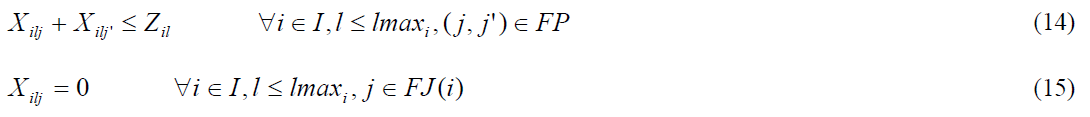 X_{ilj} + X_{ilj'} ≤ Z_{il} ∀i ∈ I, l ≤ lmax_i, (j, j') ∈ FP (14)
X_{ilj} = 0 ∀i ∈ I, l ≤ lmax_i, j ∈ FJ(i) (15)